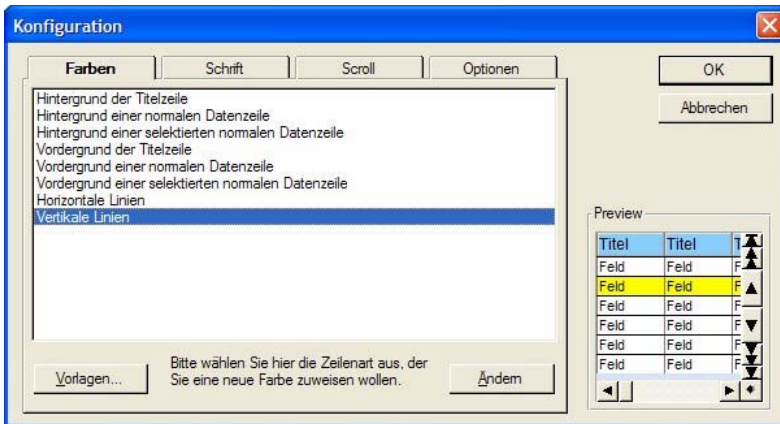 Konfiguration
Farben Schrift Scroll Optionen
OK
Abbrechen
Hintergrund der Titelzeile
Hintergrund einer normalen Datenzeile
Hintergrund einer selektierten normalen Datenzeile
Vordergrund der Titelzeile
Vordergrund einer normalen Datenzeile
Vordergrund einer selektierten normalen Datenzeile
Horizontale Linien
Vertikale Linien
Vorlagen...
Bitte wählen Sie hier die Zeilenart aus, der
Sie eine neue Farbe zuweisen wollen.
Ändern
Preview
Titel Titel T
Feld Feld F
Feld Feld F
Feld Feld F
Feld Feld F
Feld Feld F
Feld Feld F